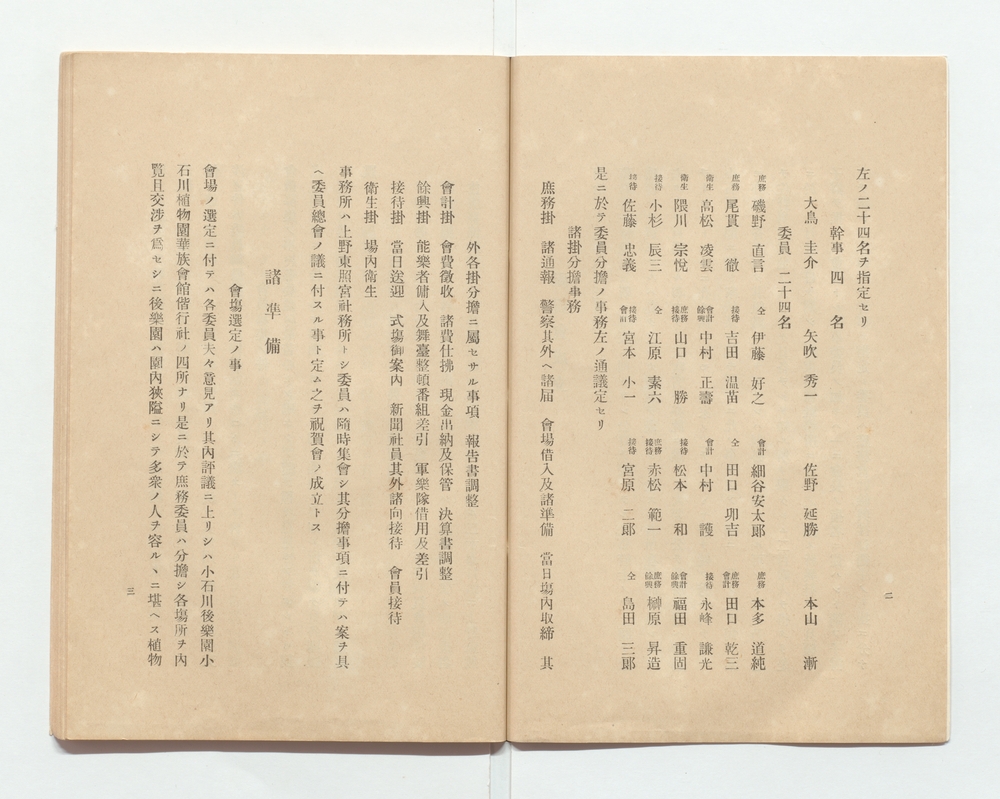 左ノ二十四名ヲ指定セリ
幹事 四 名
大鳥 圭介 矢吹 秀一 佐野 延勝 本山 漸
委員 二十四名
庶務 磯野 直言 仝 伊藤 好之 會計 細谷安太郎 庶務 本多 道純
庶務 尾貫 徹 接待 吉田 温苗 仝 田口 卯吉 庶務會計 田口 乾三
衛生 高松 凌雲 會計餘興 中村 正壽 會計 中村 護 接待 永峰 謙光
衛生 隈川 宗悦 庶務接待 山口 勝 接待 松本 和 會計餘興 福田 重固
接待 小杉 辰三 仝 江原 素六 庶務接待 赤松 範一 庶務餘興 榊原 昇造
接待 佐藤 忠義 接待會計 宮本 小一 接待 宮原 二郎 仝 島田 三郎
是ニ於テ委員分擔ノ事務左ノ通議定セリ
諸掛分擔事務
庶務掛 諸通報 警察其外ヘ諸届 會場借入及諸準備 當日塲內取締 其
二
外各掛分擔ニ屬セサル事項 報告書調整
會計掛 會費徵收 諸費仕拂 現金出納及保管 決算書調整
餘興掛 能樂者傭入及舞臺整頓番組差引 軍樂隊借用及差引
接待掛 當日送迎 式塲御案內 新聞社員其外諸向接待 會員接待
衛生掛 塲內衛生
事務所ハ上野東照宮社務所トシ委員ハ隨時集會シ其分擔事項ニ付テハ案ヲ具
ヘ委員總會ノ議ニ付スル事ト定ム之ヲ祝賀會ノ成立トス
諸 準 備
會塲選定ノ事
會場ノ選定ニ付テハ各委員夫々意見アリ其內評議ニ上リシハ小石川後樂園小
石川植物園華族會館偕行社ノ四所ナリ是ニ於テ庶務委員ハ分擔シ各塲所ヲ內
覧且交渉ヲ爲セシニ後樂園ハ園內狹隘ニシテ多衆ノ人ヲ容ルヽニ堪ヘス植物
三